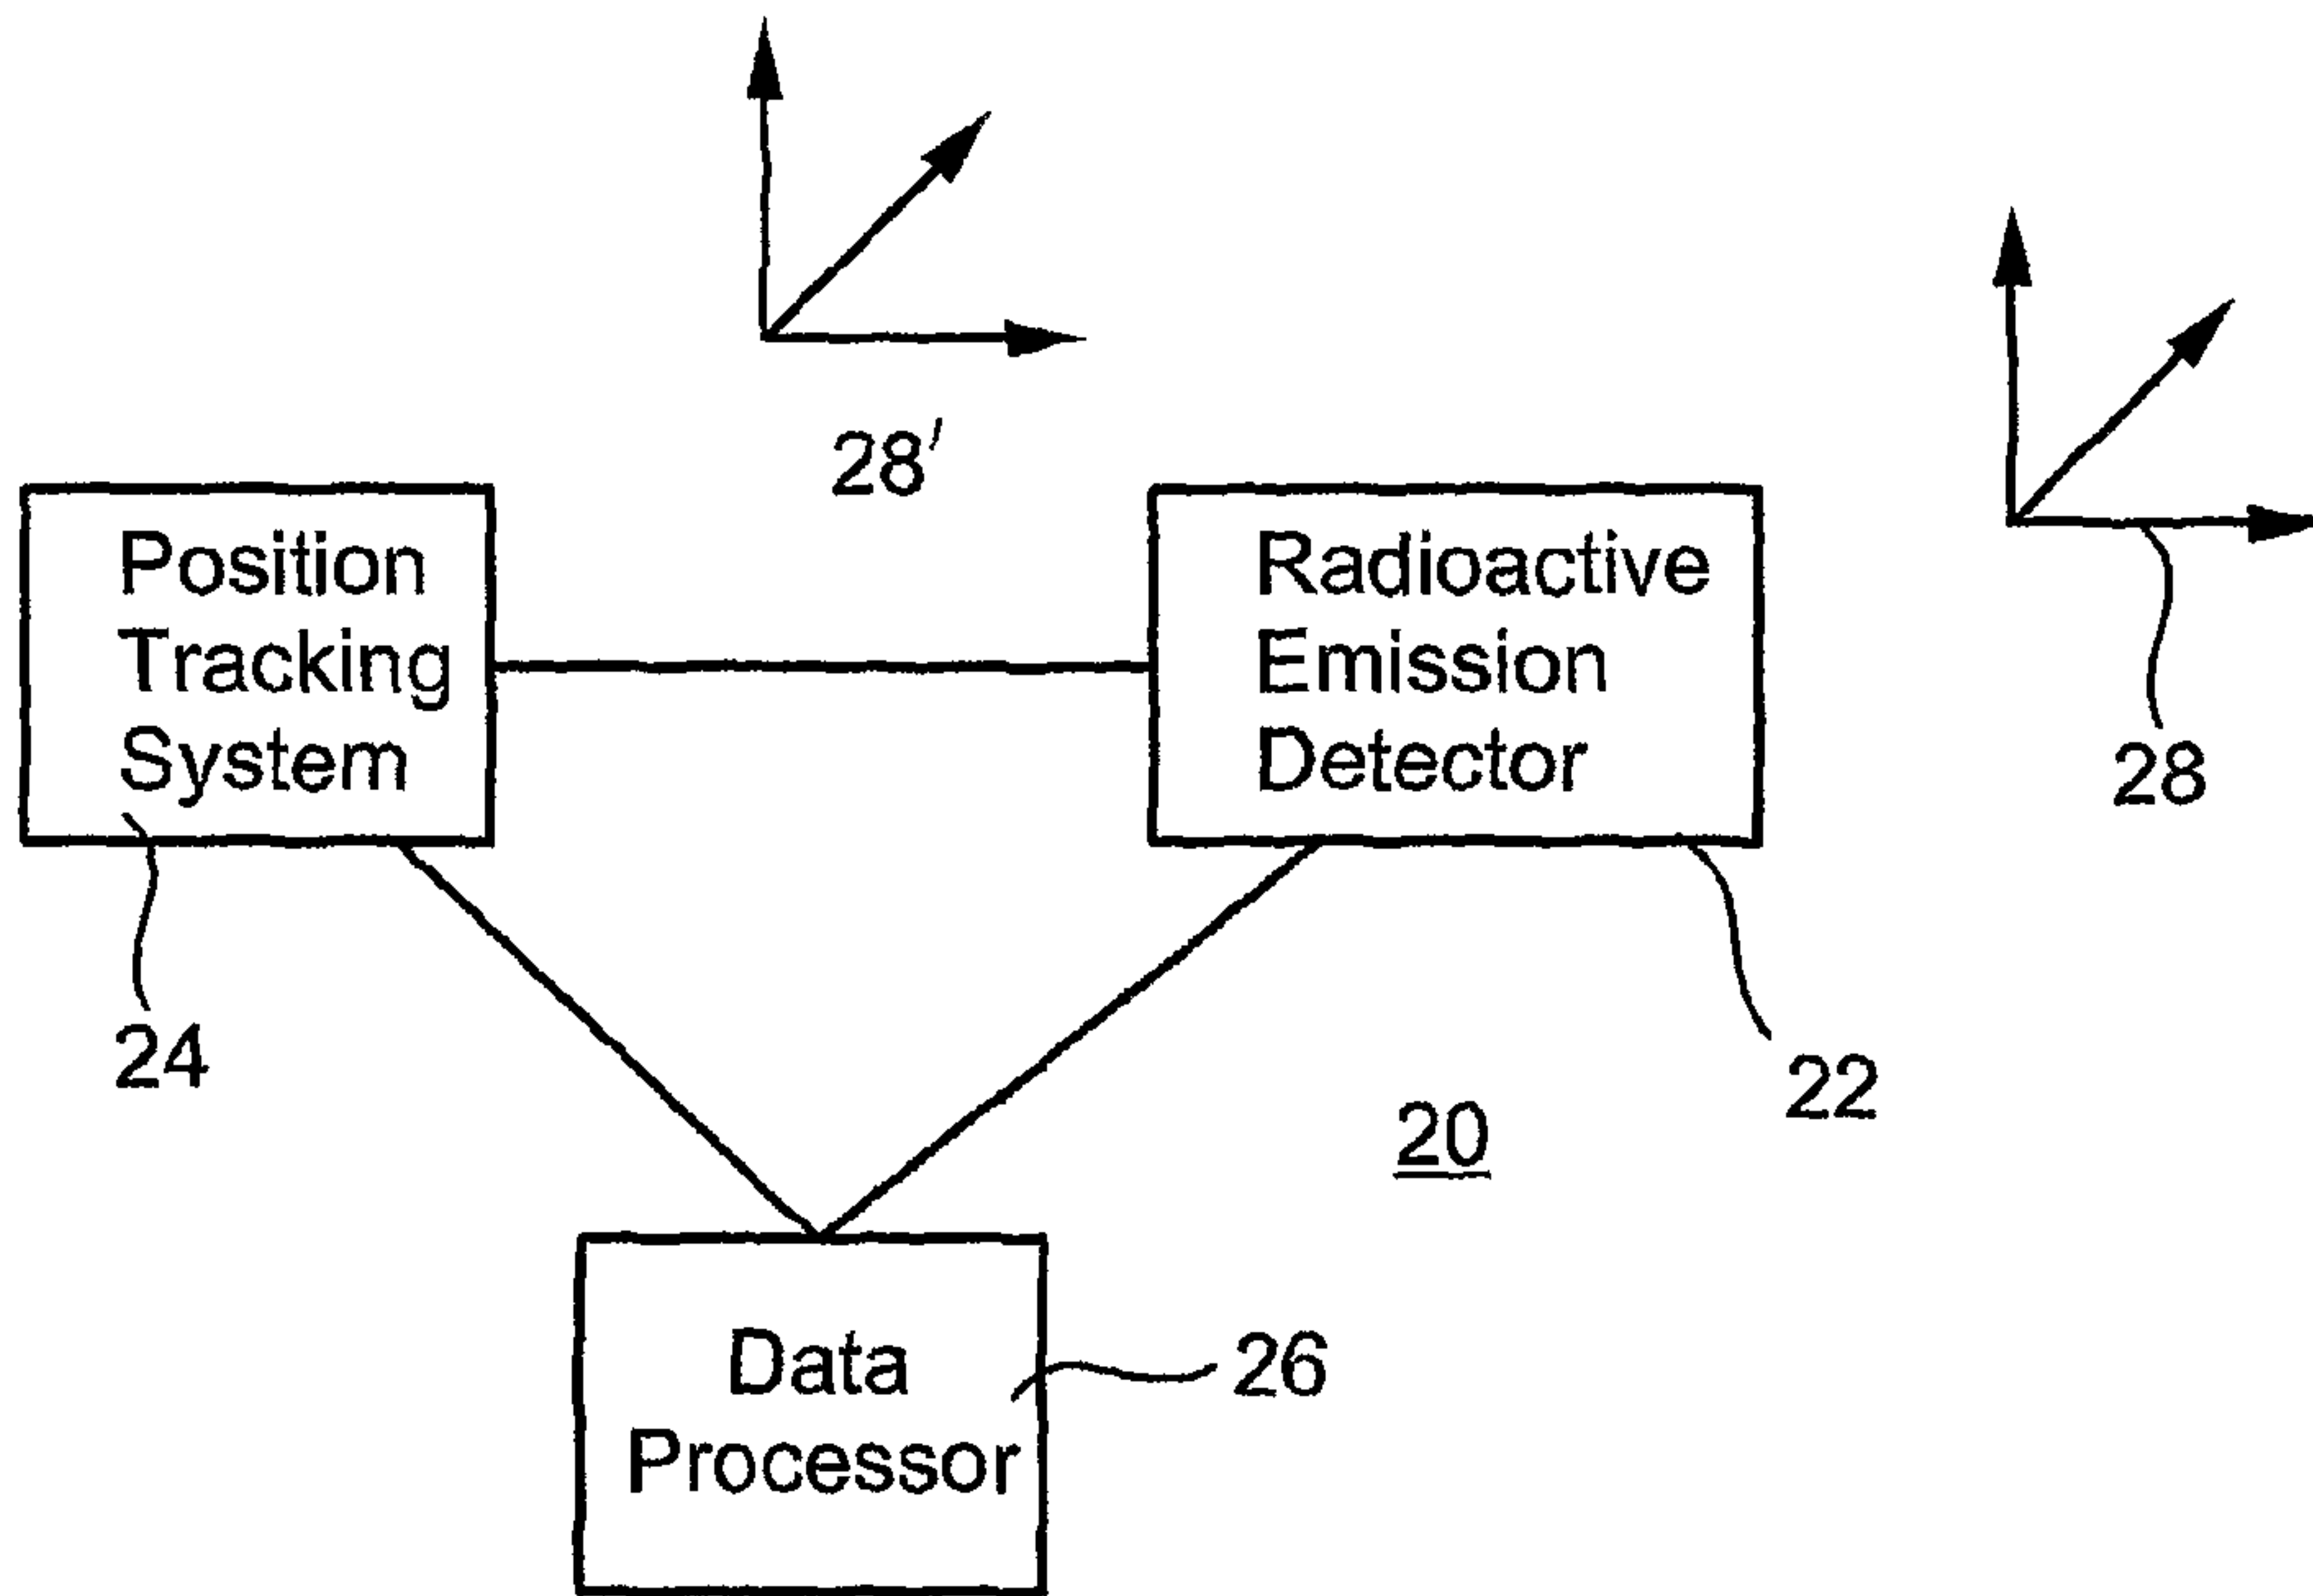 28'
Position
Tracking
System
Radioactive
Emission
Detector
28
24
22
20
Data
Processor
26